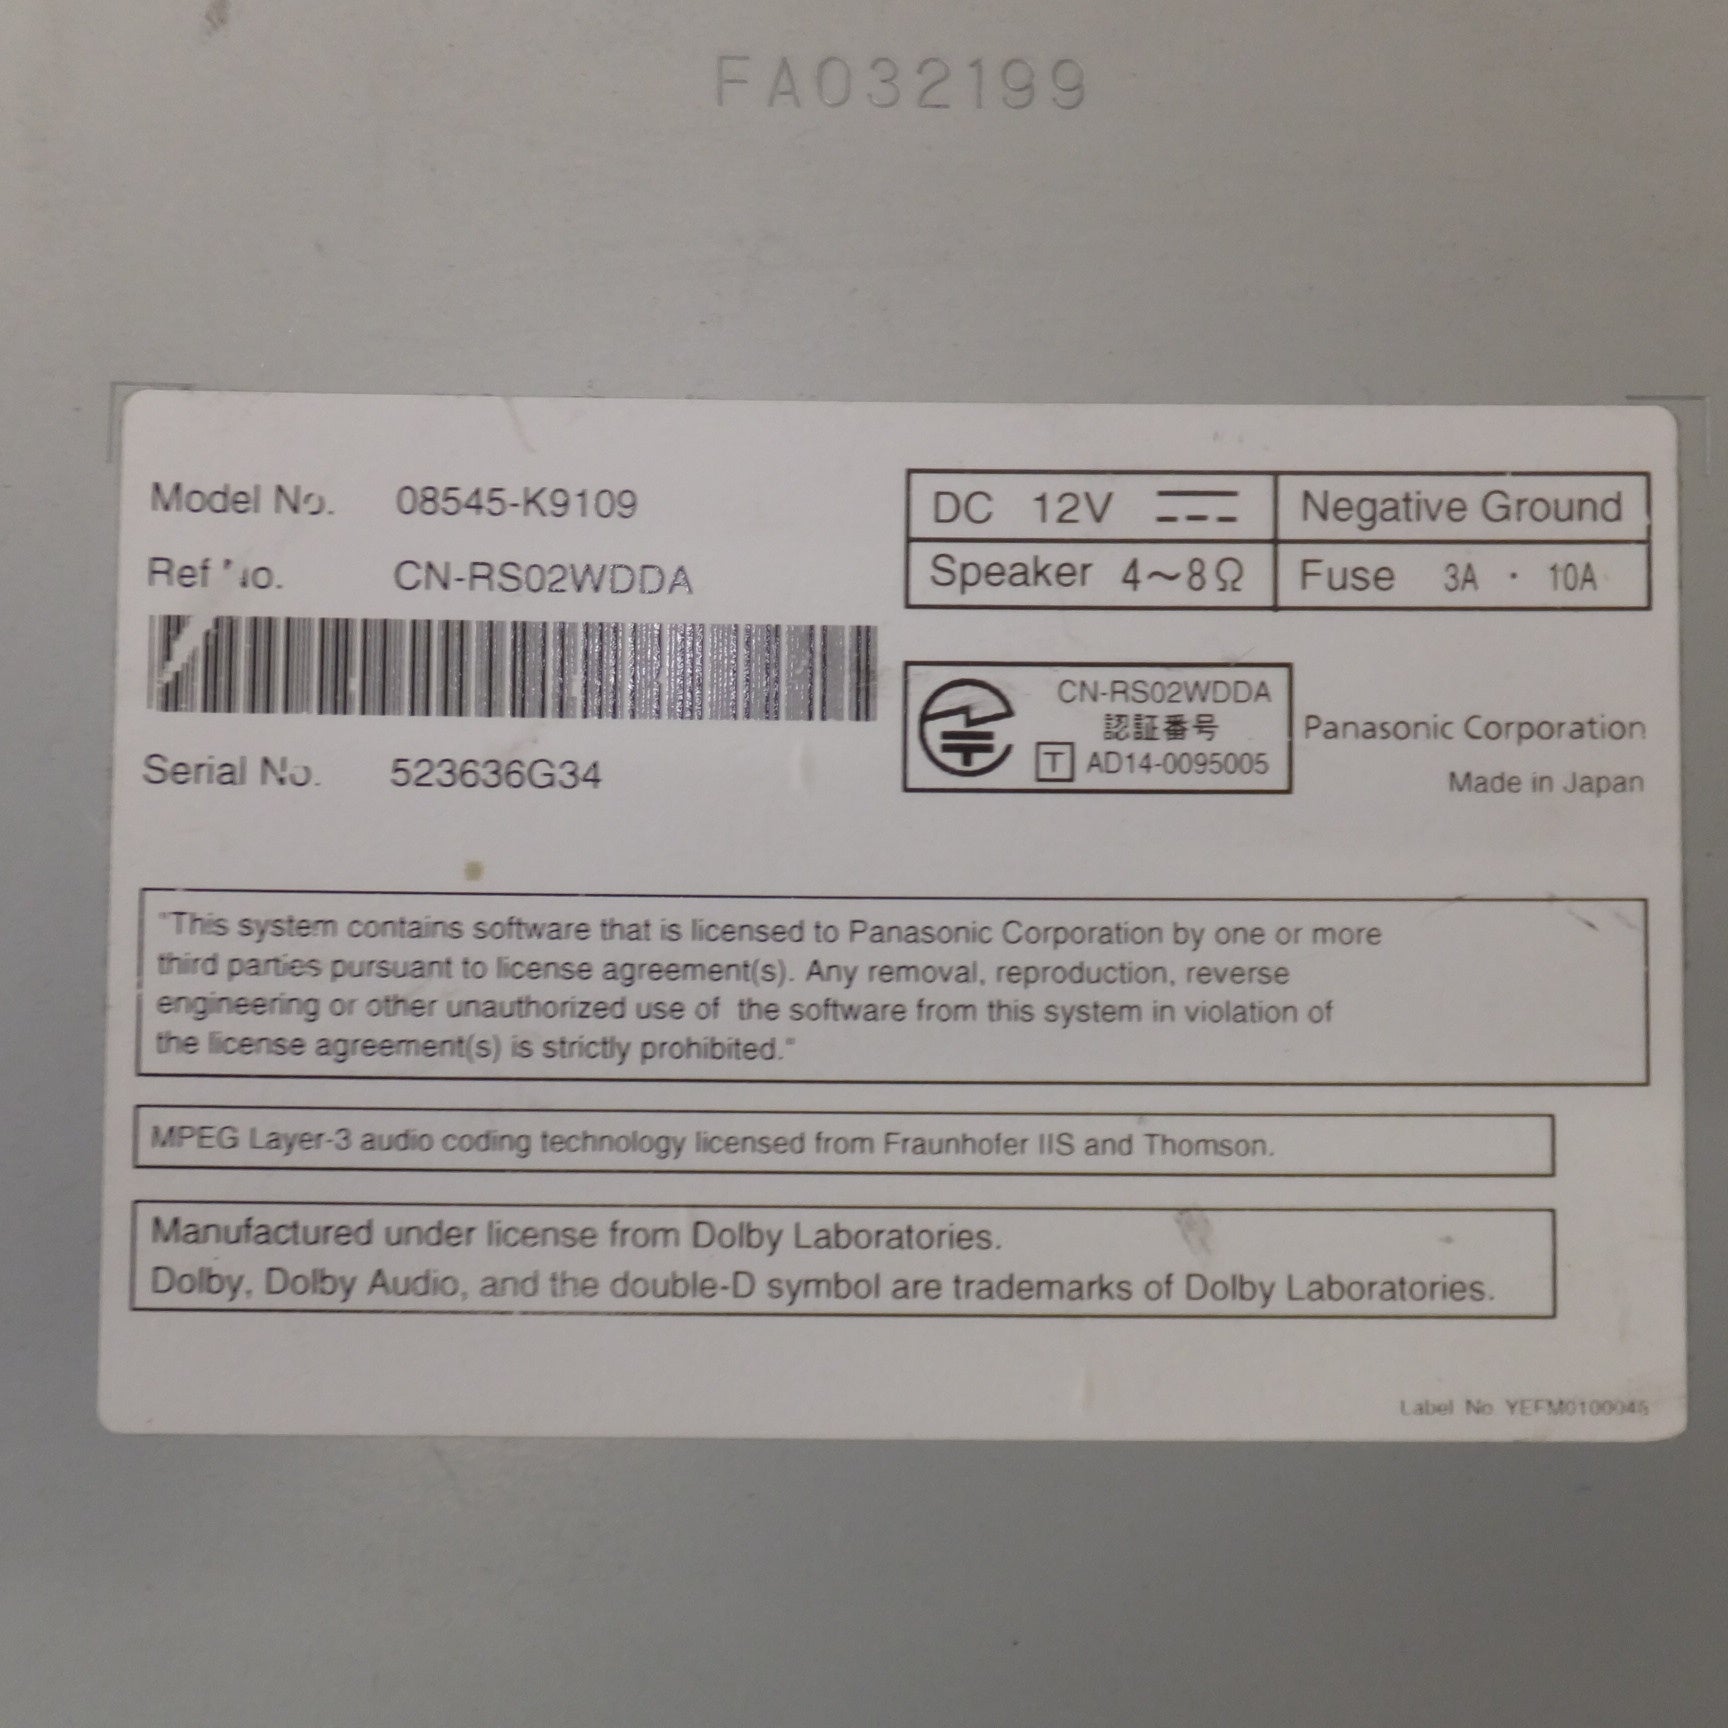 FA032199
Model No. 08545-K9109
Ref No. CN-RS02WDDA
Serial No. 523636G34
DC 12V Negative Ground
Speaker 4~8Ω Fuse 3A · 10A
CN-RS02WDDA
認証番号
T AD14-0095005
Panasonic Corporation
Made in Japan
"This system contains software that is licensed to Panasonic Corporation by one or more
third parties pursuant to license agreement(s). Any removal, reproduction, reverse
engineering or other unauthorized use of the software from this system in violation of
the license agreement(s) is strictly prohibited."
MPEG Layer-3 audio coding technology licensed from Fraunhofer IIS and Thomson.
Manufactured under license from Dolby Laboratories.
Dolby, Dolby Audio, and the double-D symbol are trademarks of Dolby Laboratories.
Label No